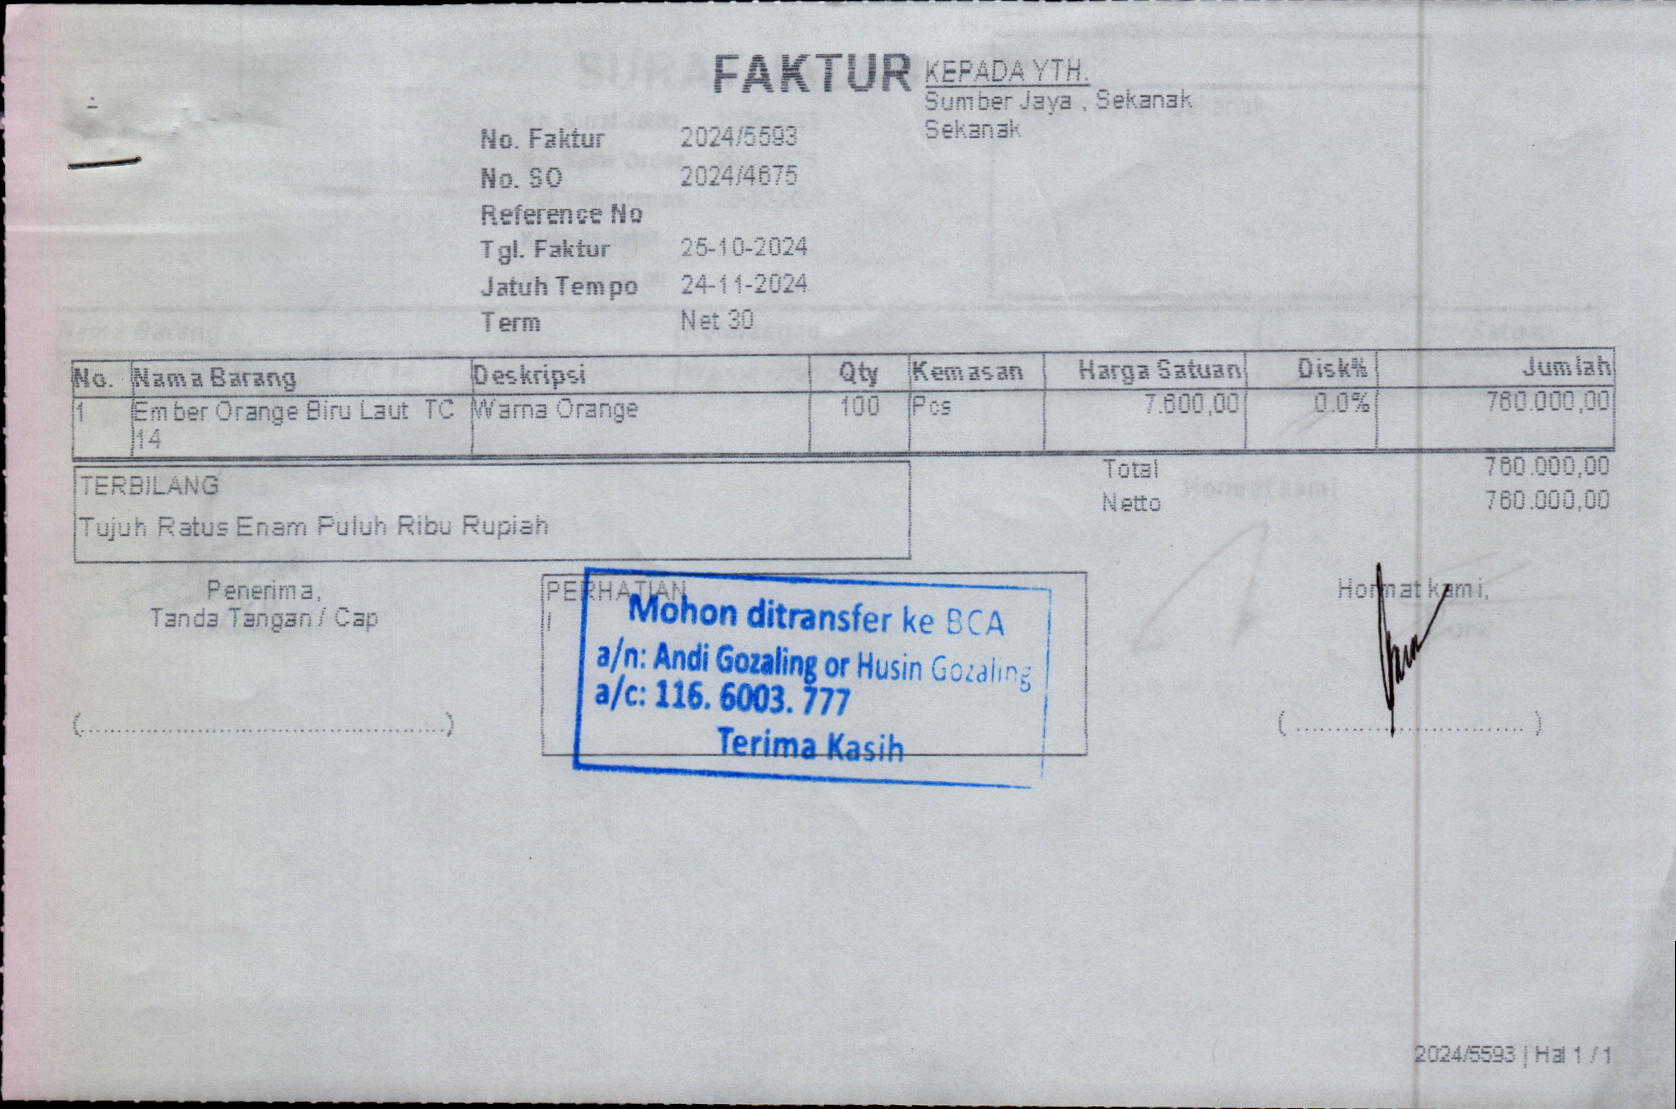 FAKTUR
KEPADA YTH.
Sumber Jaya , Sekanak
Sekanak
No. Faktur 2024/5593
No. SO 2024/4675
Reference No
Tgl. Faktur 25-10-2024
Jatuh Tempo 24-11-2024
Term Net 30
No. Nama Barang Deskripsi Qty Kemasan Harga Satuan Disk% Jumlah
1 Ember Orange Biru Laut TC 14 Warna Orange 100 Pcs 7.600,00 0.0% 760.000,00
Total 760.000,00
Netto 760.000,00
TERBILANG
Tujuh Ratus Enam Puluh Ribu Rupiah
Penerima,
Tanda Tangan / Cap
(........................................)
PERHATIAN
Mohon ditransfer ke BCA
a/n: Andi Gozaling or Husin Gozaling
a/c: 116. 6003. 777
Terima Kasih
Hormat kami,
(............................)
2024/5593 | Hal 1 / 1